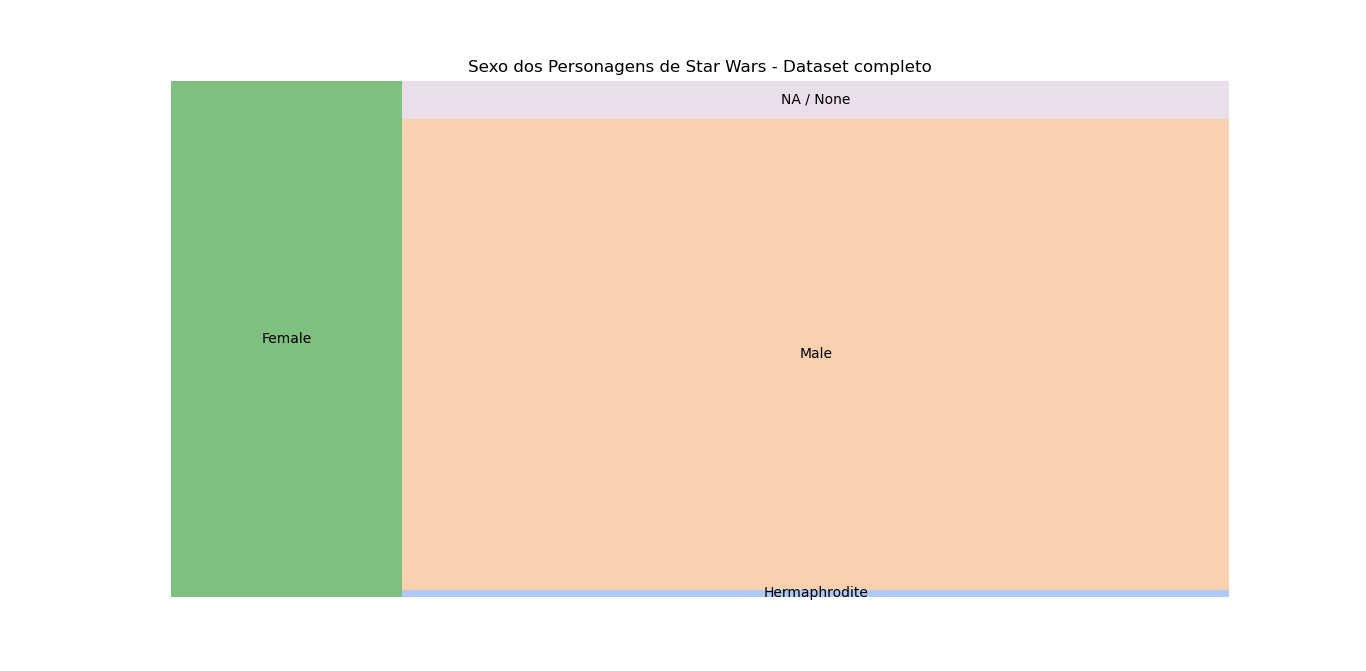 Sexo dos Personagens de Star Wars - Dataset completo
NA / None
Female
Male
Hermaphrodite